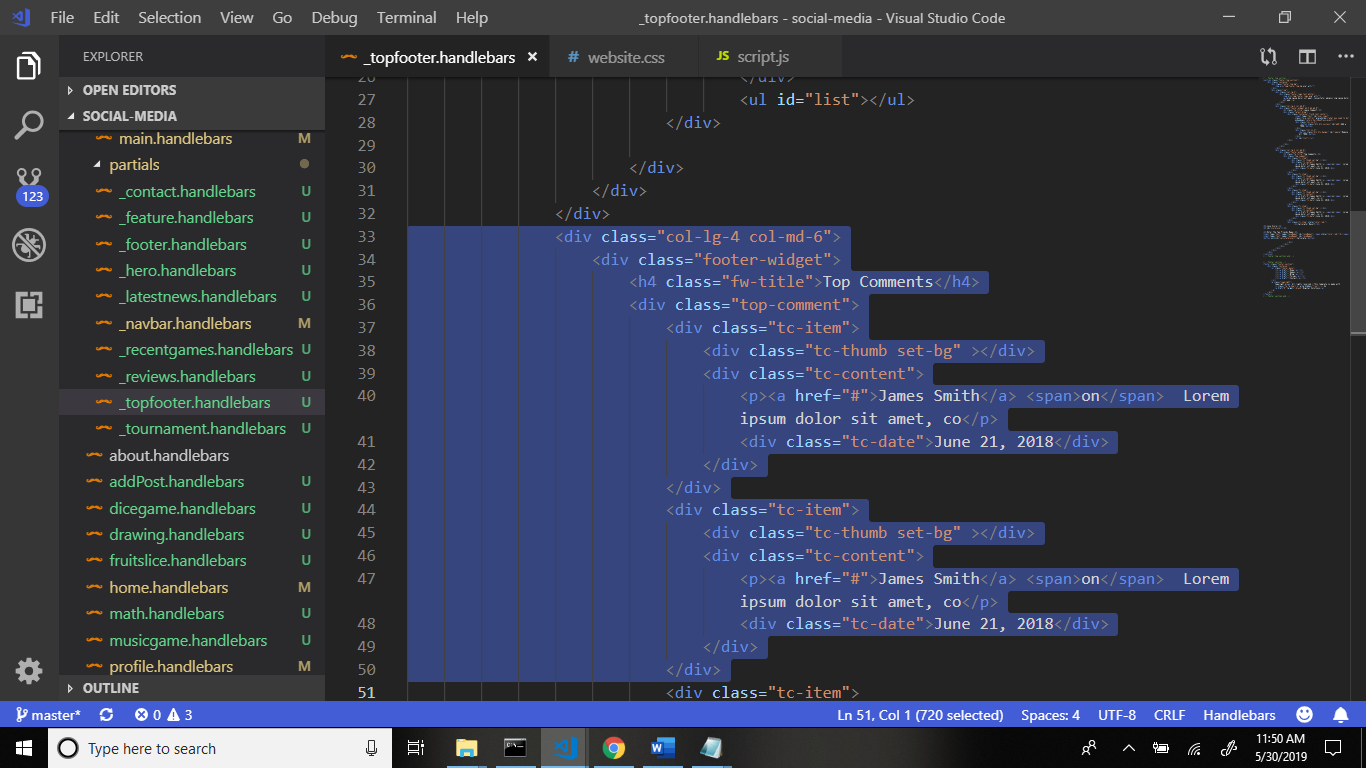 File Edit Selection View Go Debug Terminal Help
_topfooter.handlebars - social-media - Visual Studio Code
EXPLORER
OPEN EDITORS
SOCIAL-MEDIA
main.handlebars M
partials
_contact.handlebars U
_feature.handlebars U
_footer.handlebars U
_hero.handlebars U
_latestnews.handlebars U
_navbar.handlebars M
_recentgames.handlebars U
_reviews.handlebars U
_topfooter.handlebars U
_tournament.handlebars U
about.handlebars
addPost.handlebars U
dicegame.handlebars U
drawing.handlebars U
fruitslice.handlebars U
home.handlebars M
math.handlebars U
musicgame.handlebars U
profile.handlebars M
OUTLINE
123
_topfooter.handlebars
# website.css
JS script.js
26 </div>
27 <ul id="list"></ul>
28 </div>
29
30 </div>
31 </div>
32 </div>
33 <div class="col-lg-4 col-md-6">
34 <div class="footer-widget">
35 <h4 class="fw-title">Top Comments</h4>
36 <div class="top-comment">
37 <div class="tc-item">
38 <div class="tc-thumb set-bg" ></div>
39 <div class="tc-content">
40 <p><a href="#">James Smith</a> <span>on</span>  Lorem
ipsum dolor sit amet, co</p>
41 <div class="tc-date">June 21, 2018</div>
42 </div>
43 </div>
44 <div class="tc-item">
45 <div class="tc-thumb set-bg" ></div>
46 <div class="tc-content">
47 <p><a href="#">James Smith</a> <span>on</span>  Lorem
ipsum dolor sit amet, co</p>
48 <div class="tc-date">June 21, 2018</div>
49 </div>
50 </div>
51 <div class="tc-item">
master* 0 3
Ln 51, Col 1 (720 selected) Spaces: 4 UTF-8 CRLF Handlebars
Type here to search
11:50 AM
5/30/2019